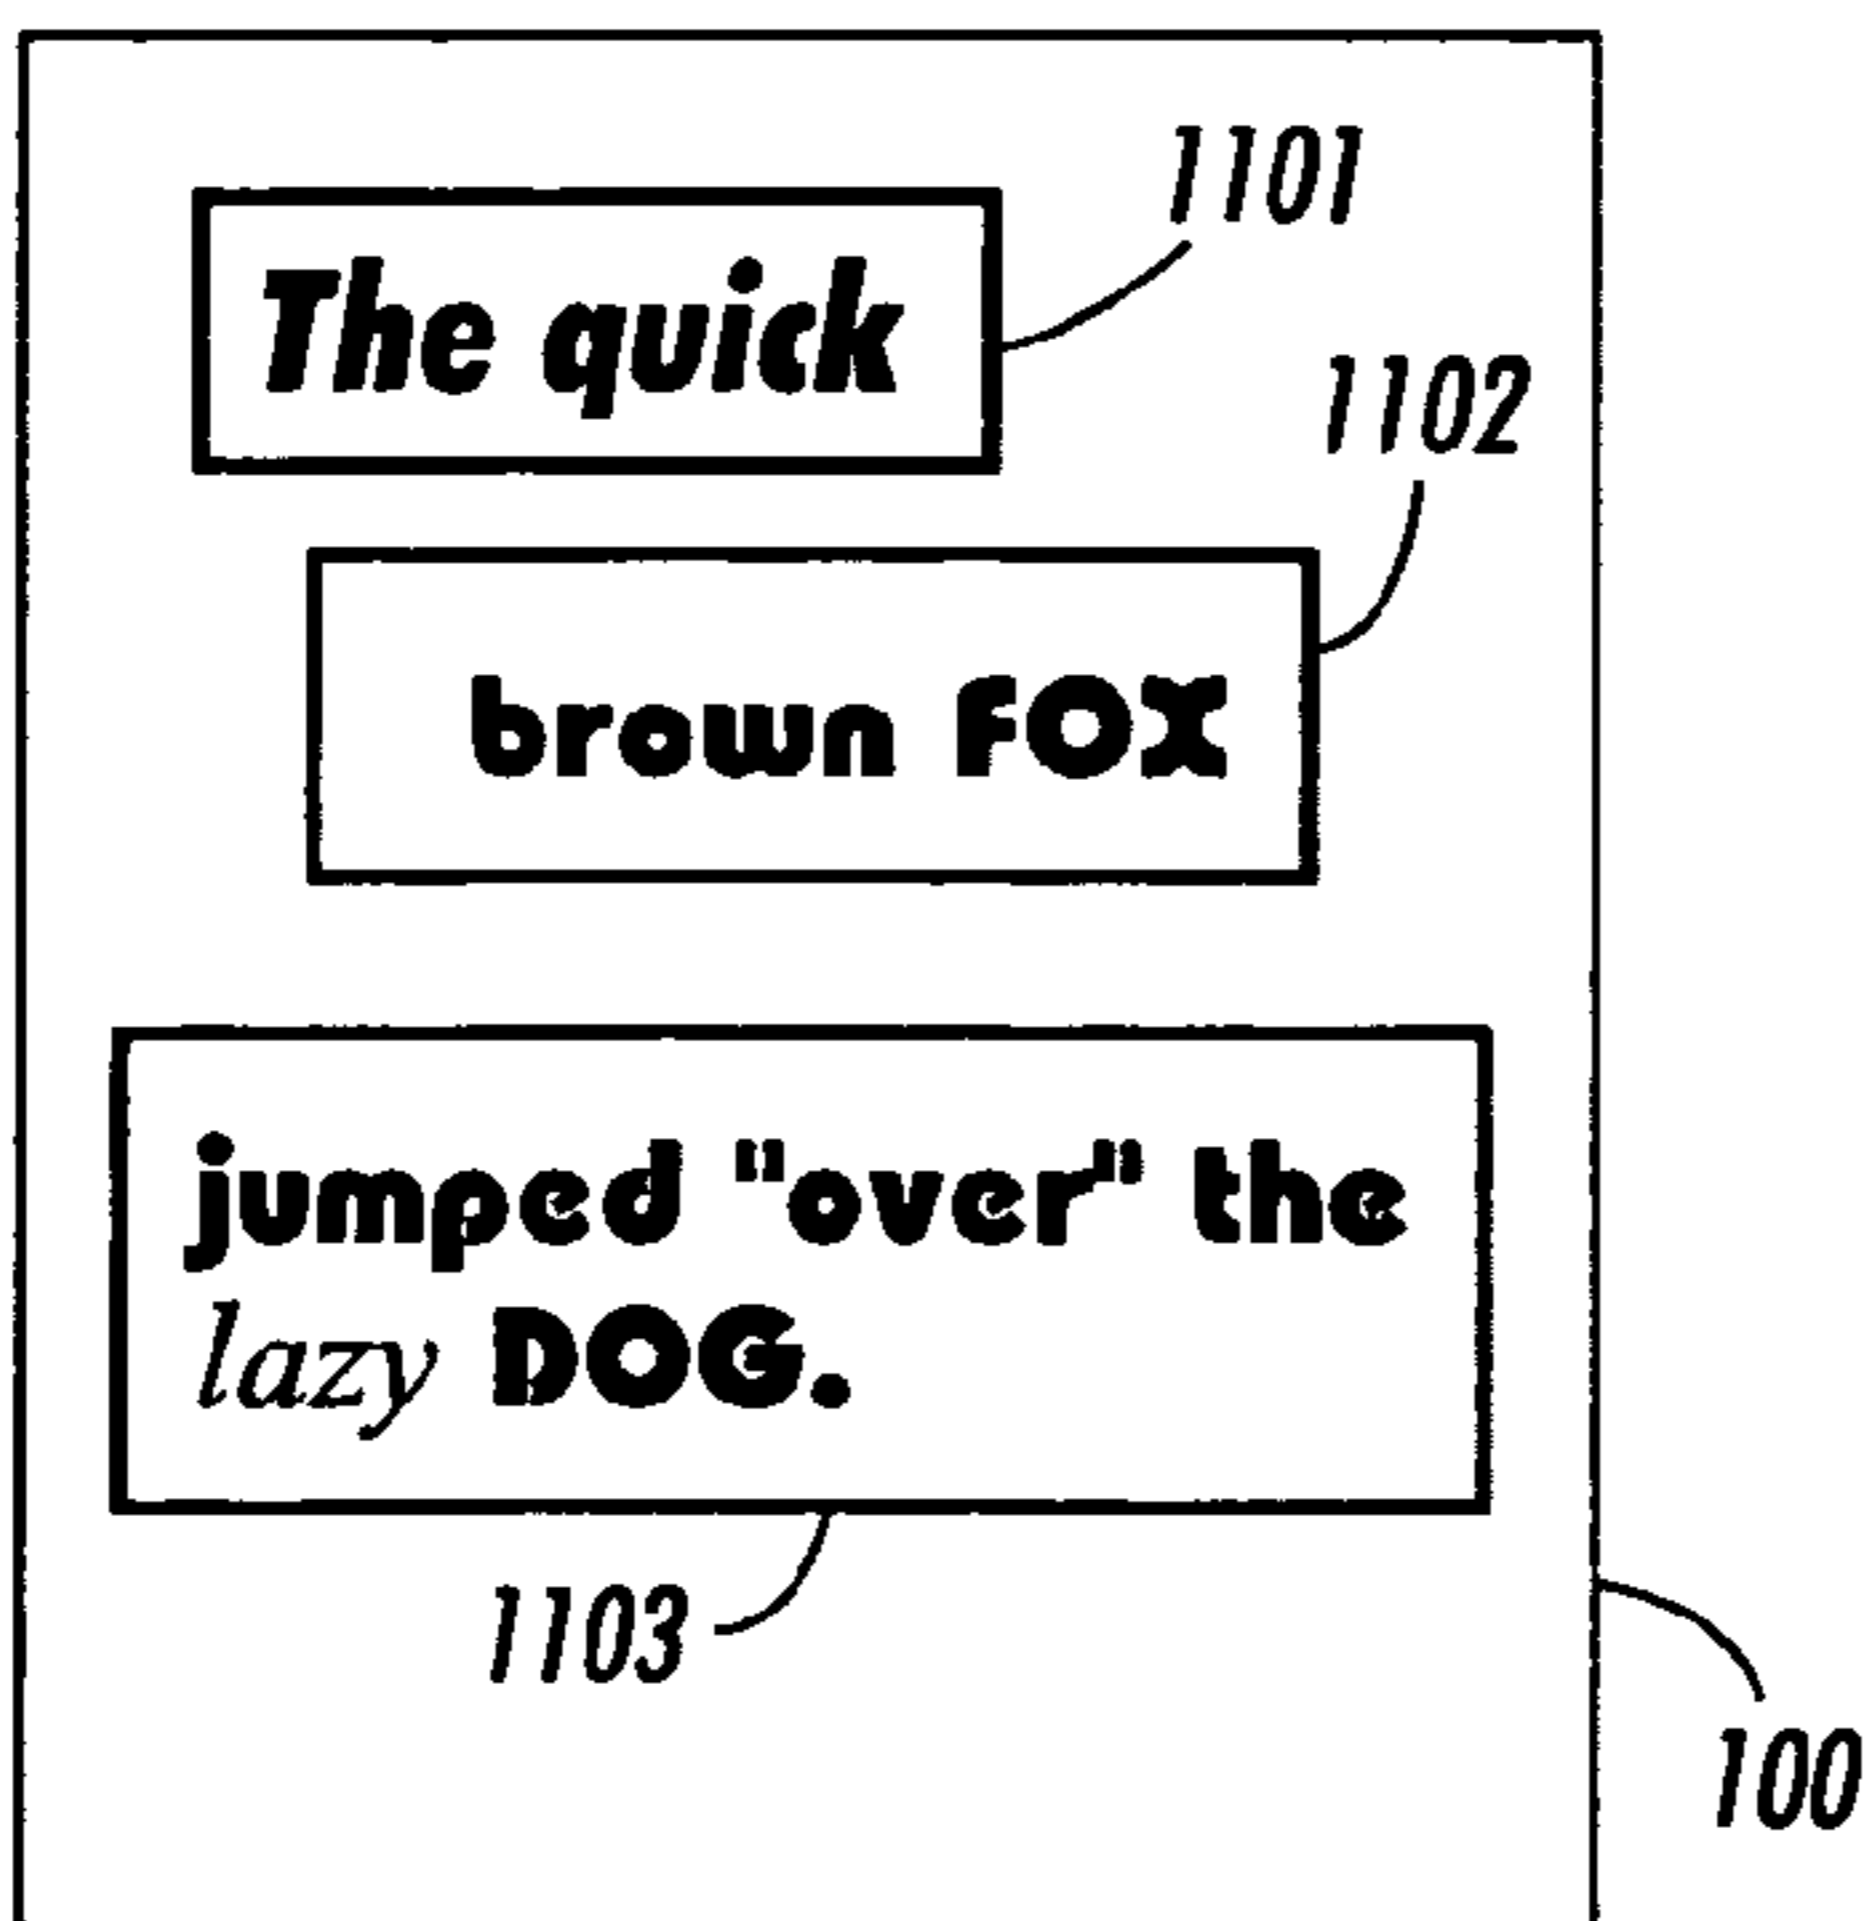 1101
The quick
1102
brown FOX
jumped "over" the
lazy DOG.
1103
100